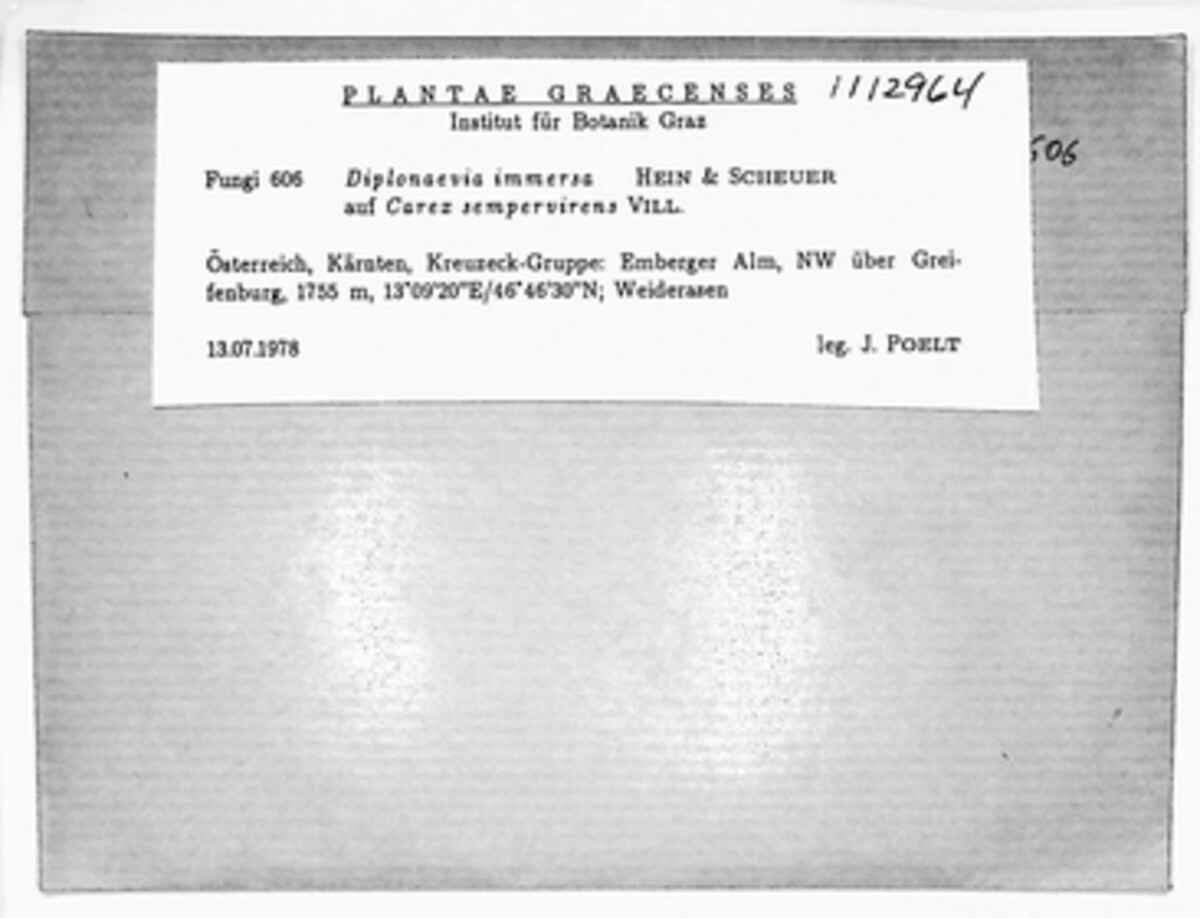 PLANTAE GRAECENSES 1112964
Institut für Botanik Graz
606
Fungi 606 Diplonaevia immersa HEIN & SCHEUER
auf Carex sempervirens VILL.
Österreich, Kärnten, Kreuzeck-Gruppe: Emberger Alm, NW über Grei-
fenburg, 1755 m, 13°09'20"E/46°46'30"N; Weiderasen
13.07.1978 leg. J. POELT